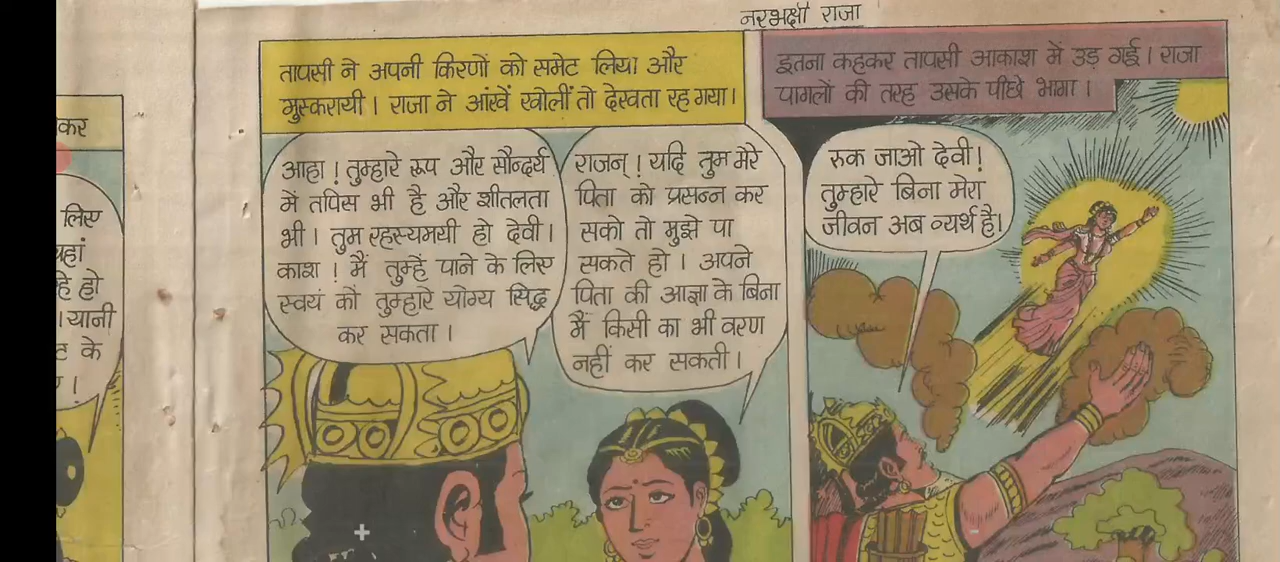 नरभक्षी राजा
कर
लिए
यहां
हो
। यानी
के
!
तापसी ने अपनी किरणों को समेट लिया और
मुस्करायी । राजा ने आंखें खोलीं तो देखता रह गया ।
आहा ! तुम्हारे रूप और सौन्दर्य
में तपिस भी है और शीतलता
भी । तुम रहस्यमयी हो देवी ।
काश ! मैं तुम्हें पाने के लिए
स्वयं को तुम्हारे योग्य सिद्ध
कर सकता ।
राजन् ! यदि तुम मेरे
पिता को प्रसन्न कर
सको तो मुझे पा
सकते हो । अपने
पिता की आज्ञा के बिना
मैं किसी का भी वरण
नहीं कर सकती ।
इतना कहकर तापसी आकाश में उड़ गई । राजा
पागलों की तरह उसके पीछे भागा ।
रुक जाओ देवी !
तुम्हारे बिना मेरा
जीवन अब व्यर्थ है।